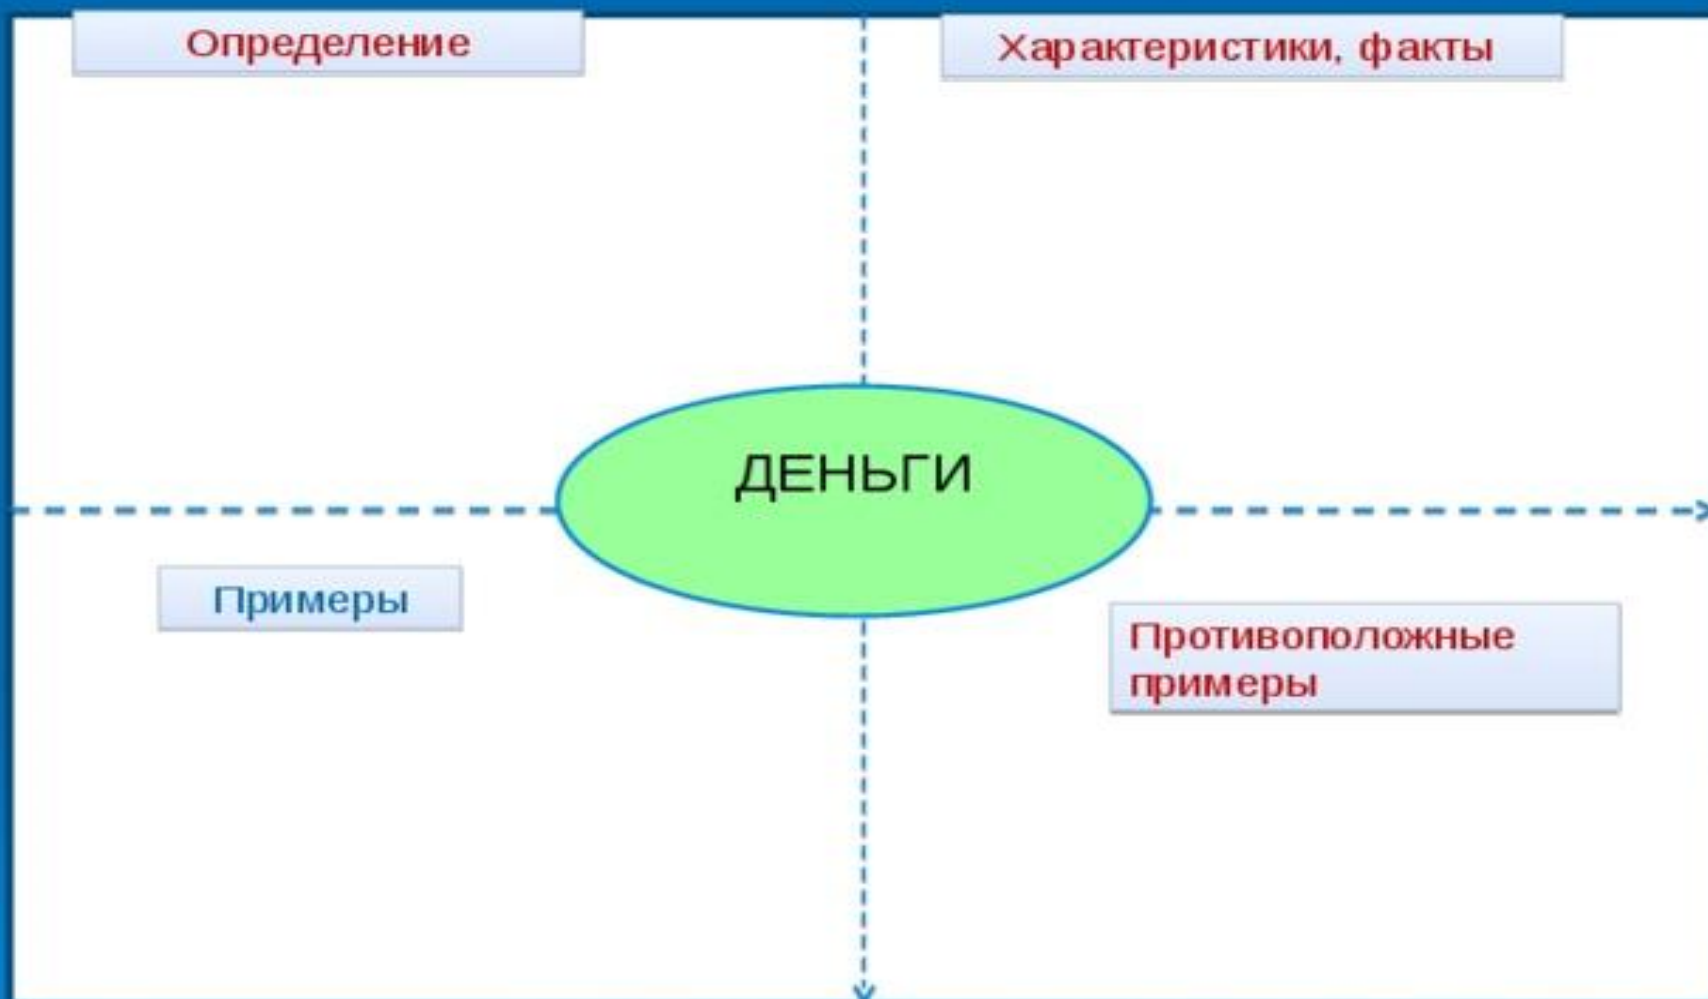 Определение
Характеристики, факты
ДЕНЬГИ
Примеры
Противоположные
примеры